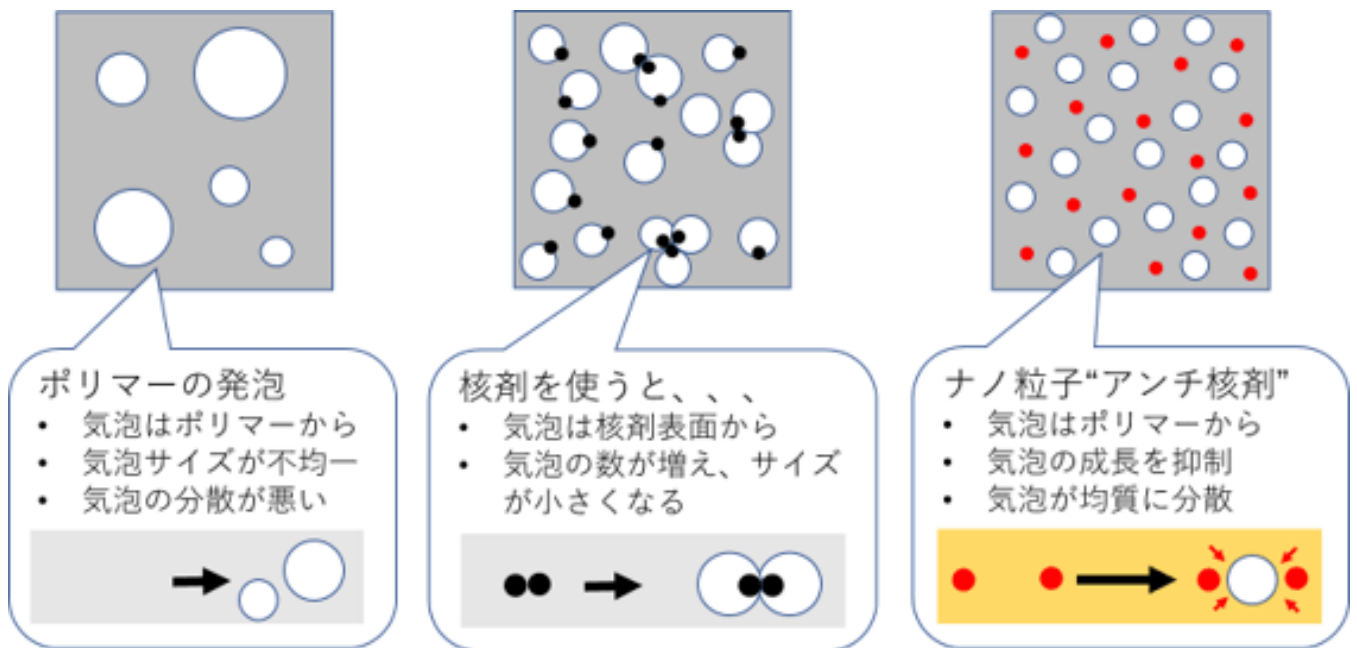 ポリマーの発泡
• 気泡はポリマーから
• 気泡サイズが不均一
• 気泡の分散が悪い
核剤を使うと、、、
• 気泡は核剤表面から
• 気泡の数が増え、サイズ
が小さくなる
ナノ粒子“アンチ核剤”
• 気泡はポリマーから
• 気泡の成長を抑制
• 気泡が均質に分散